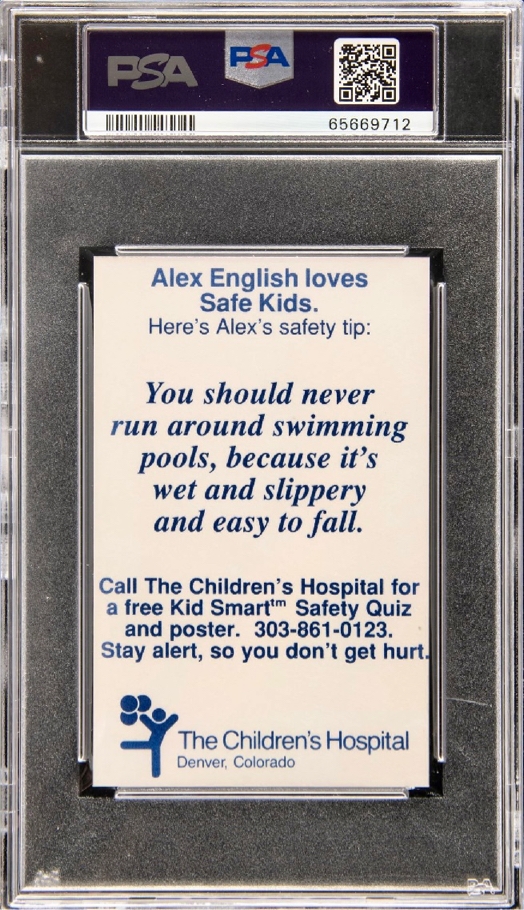 PSA
PSA
65669712
Alex English loves
Safe Kids.
Here's Alex's safety tip:
You should never
run around swimming
pools, because it's
wet and slippery
and easy to fall.
Call The Children's Hospital for
a free Kid Smart™ Safety Quiz
and poster. 303-861-0123.
Stay alert, so you don't get hurt.
The Children's Hospital
Denver, Colorado